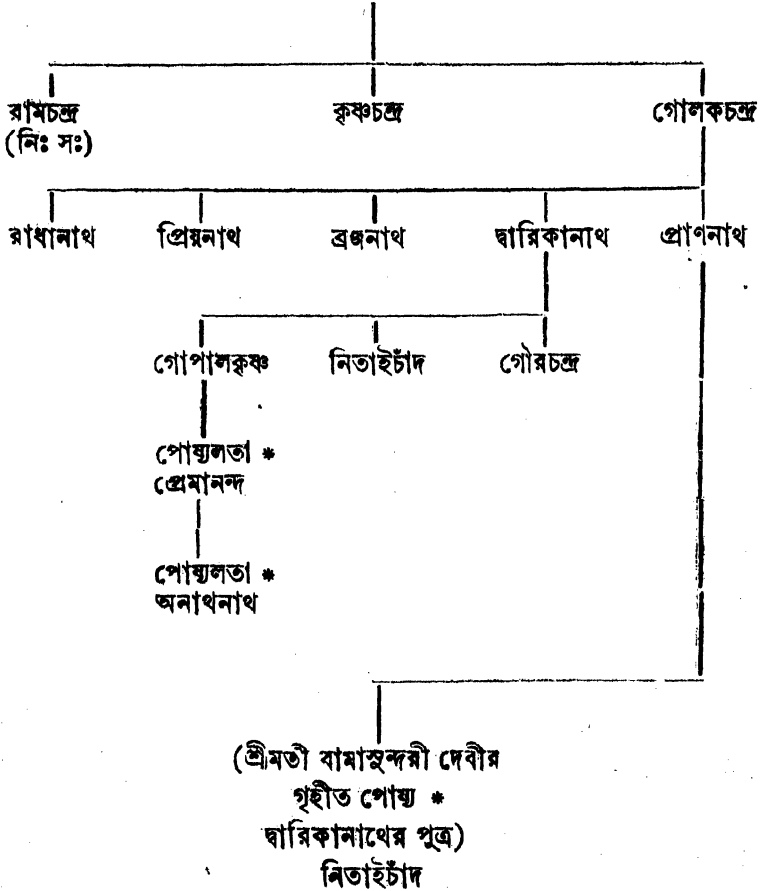 রামচন্দ্র কৃষ্ণচন্দ্র গোলকচন্দ্র
(নিঃ সঃ)
রাধানাথ প্রিয়নাথ ব্রজনাথ দ্বারিকানাথ প্রাণনাথ
গোপালকৃষ্ণ নিতাইচাঁদ গৌরচন্দ্র
পোষ্যলতা *
প্রেমানন্দ
পোষ্যলতা *
অনাথনাথ
(শ্রীমতী বামাসুন্দরী দেবীর
গৃহীত পোষ্য *
দ্বারিকানাথের পুত্র)
নিতাইচাঁদ